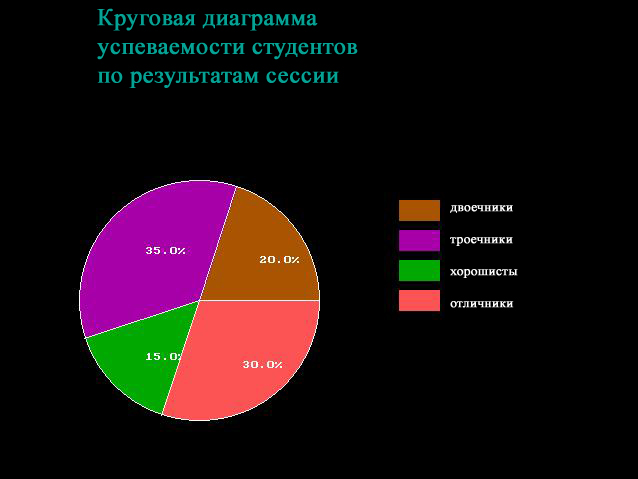 Круговая диаграмма
успеваемости студентов
по результатам сессии
35.0%
20.0%
15.0%
30.0%
двоечники
троечники
хорошисты
отличники